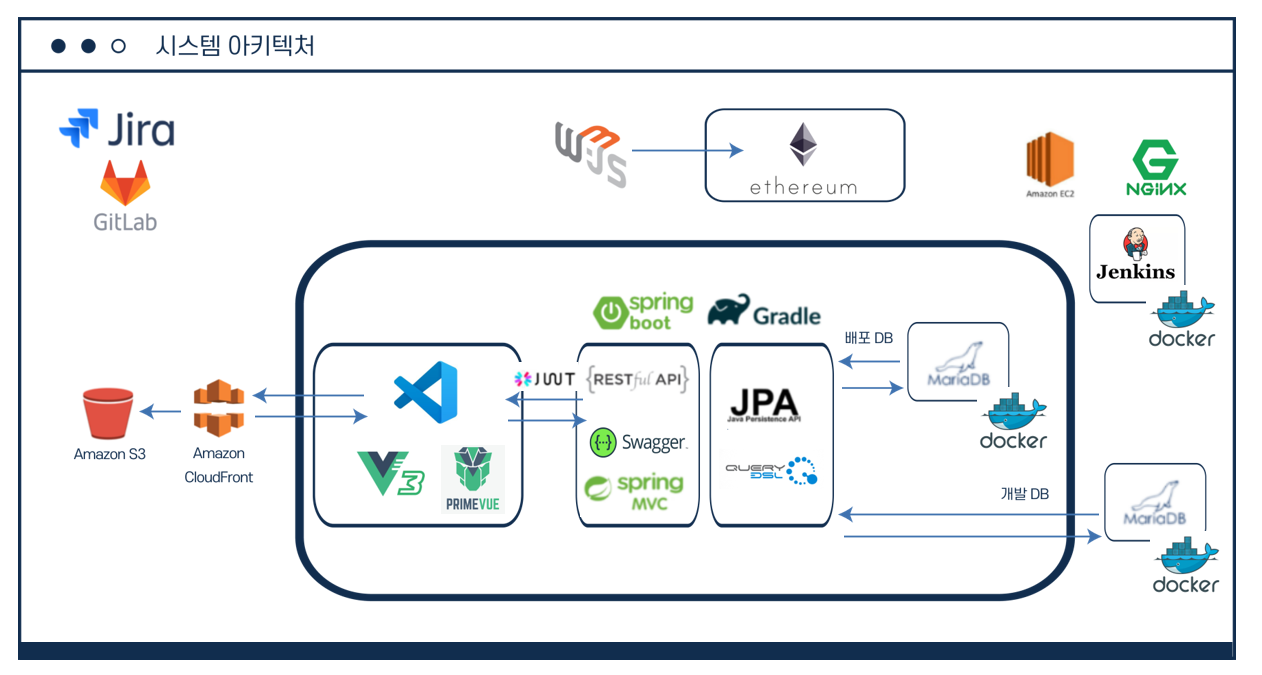 시스템 아키텍처
Jira
GitLab
W3JS
ethereum
Amazon EC2
NGiNX
Jenkins
docker
spring
boot
Gradle
배포 DB
MariaDB
docker
JWT
{RESTful API}
JPA
Java Persistence API
Swagger.
QUERY
DSL
spring
MVC
V3
PRIMEVUE
Amazon S3
Amazon
CloudFront
개발 DB
MariaDB
docker